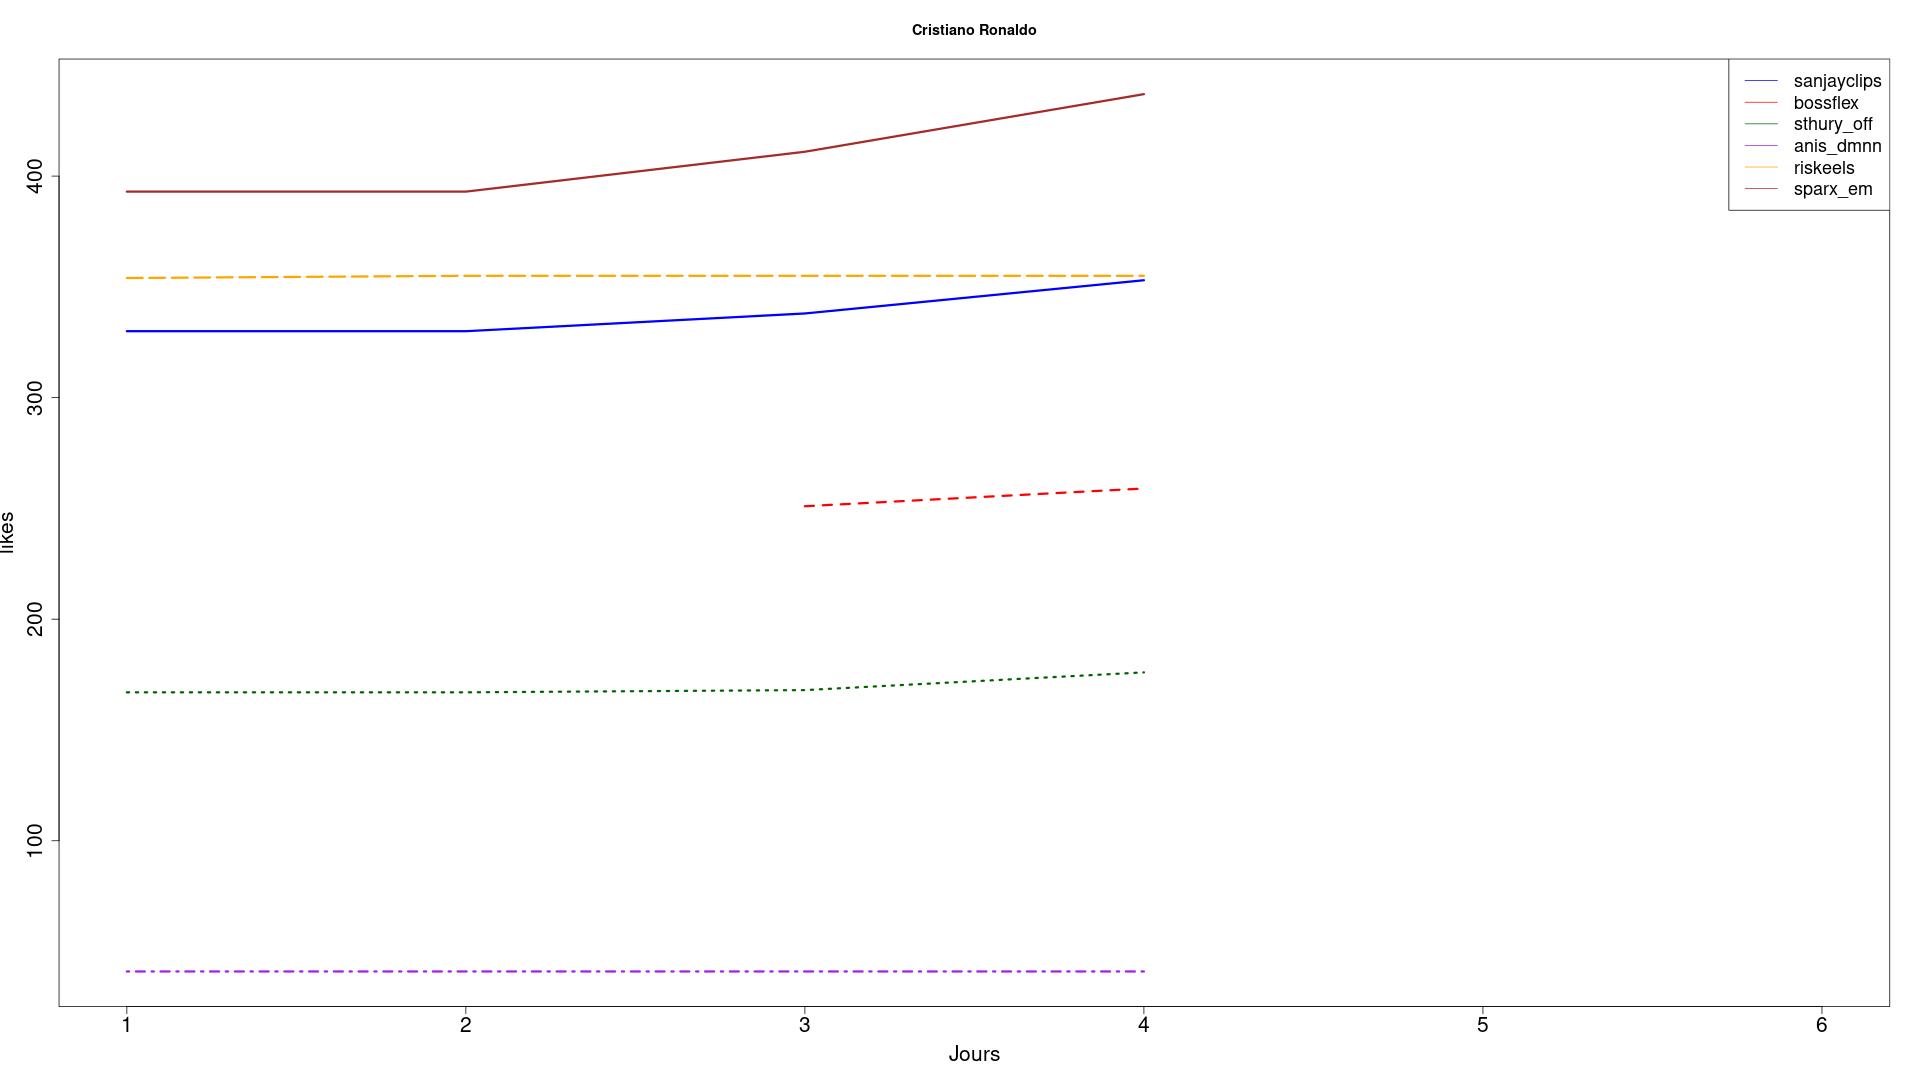 Cristiano Ronaldo
sanjayclips
bossflex
sthury_off
anis_dmnn
riskeels
sparx_em
400
300
200
100
likes
1 2 3 4 5 6
Jours